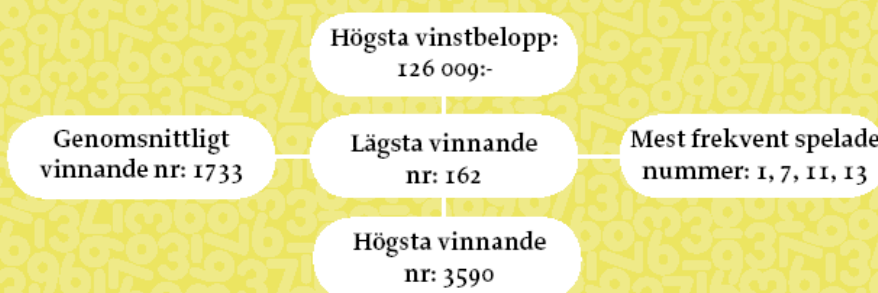 Högsta vinstbelopp:
126 009:-
Genomsnittligt
vinnande nr: 1733
Lägsta vinnande
nr: 162
Mest frekvent spelade
nummer: 1, 7, 11, 13
Högsta vinnande
nr: 3590